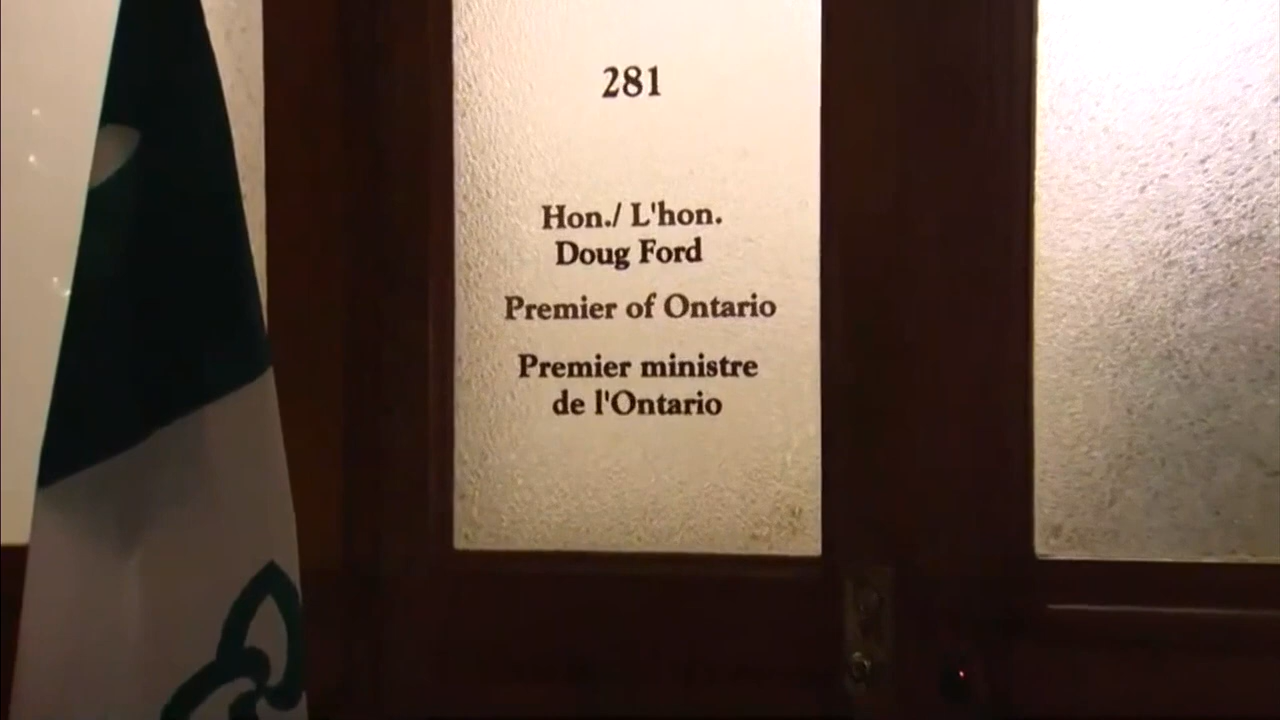 281
Hon./ L'hon.
Doug Ford
Premier of Ontario
Premier ministre
de l'Ontario